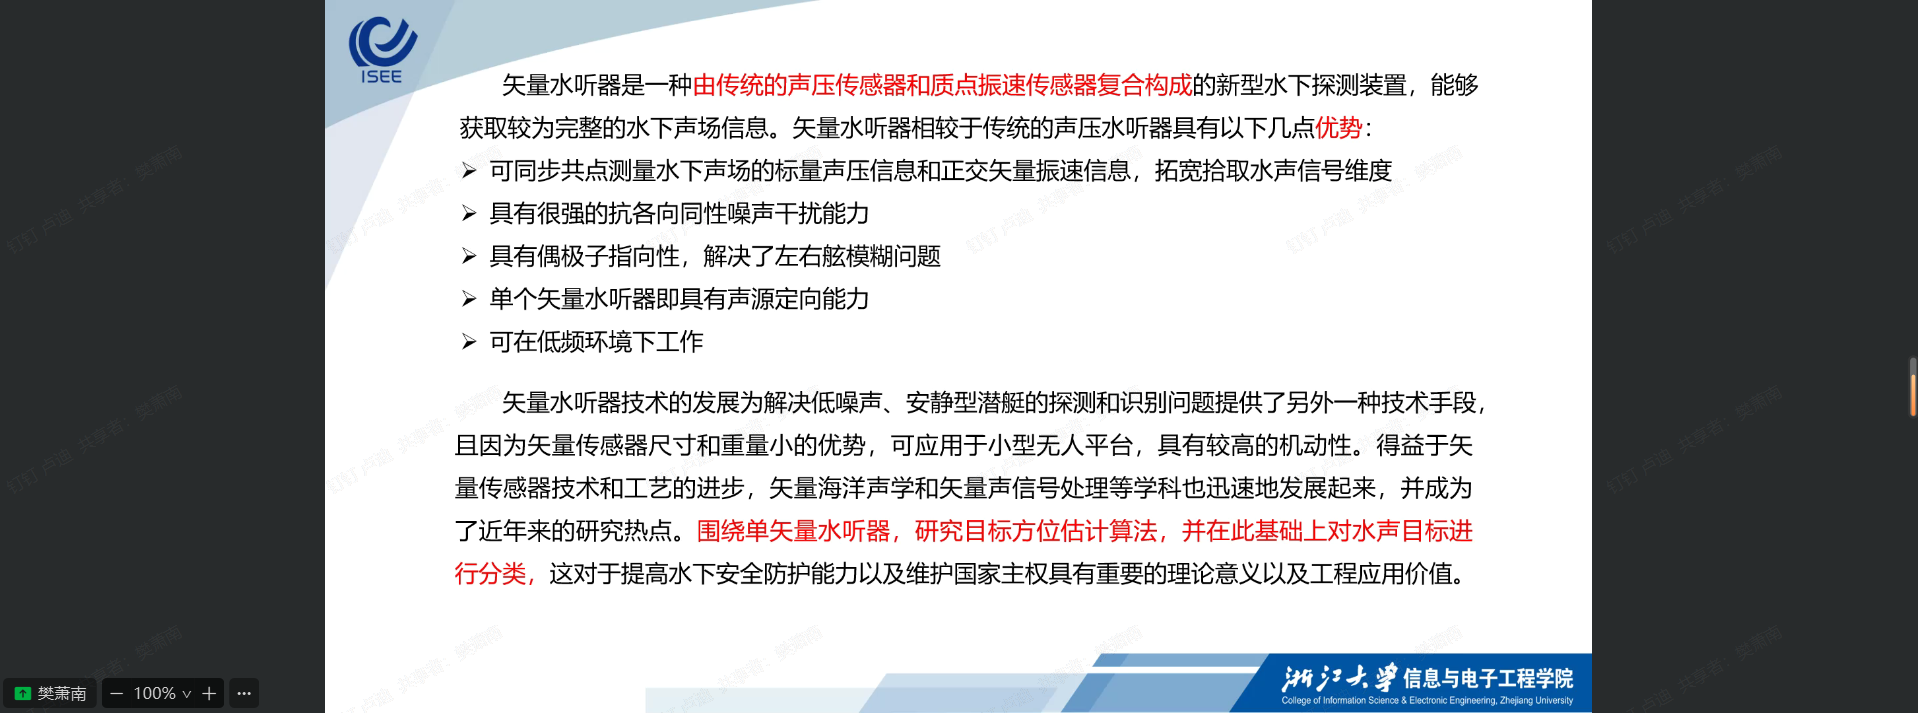 ISEE
矢量水听器是一种由传统的声压传感器和质点振速传感器复合构成的新型水下探测装置，能够
获取较为完整的水下声场信息。矢量水听器相较于传统的声压水听器具有以下几点优势：
➢ 可同步共点测量水下声场的标量声压信息和正交矢量振速信息，拓宽拾取水声信号维度
➢ 具有很强的抗各向同性噪声干扰能力
➢ 具有偶极子指向性，解决了左右舷模糊问题
➢ 单个矢量水听器即具有声源定向能力
➢ 可在低频环境下工作
矢量水听器技术的发展为解决低噪声、安静型潜艇的探测和识别问题提供了另外一种技术手段，
且因为矢量传感器尺寸和重量小的优势，可应用于小型无人平台，具有较高的机动性。得益于矢
量传感器技术和工艺的进步，矢量海洋声学和矢量声信号处理等学科也迅速地发展起来，并成为
了近年来的研究热点。围绕单矢量水听器，研究目标方位估计算法，并在此基础上对水声目标进
行分类，这对于提高水下安全防护能力以及维护国家主权具有重要的理论意义以及工程应用价值。
浙江大学 信息与电子工程学院
College of Information Science & Electronic Engineering, Zhejiang University
樊萧南
100%